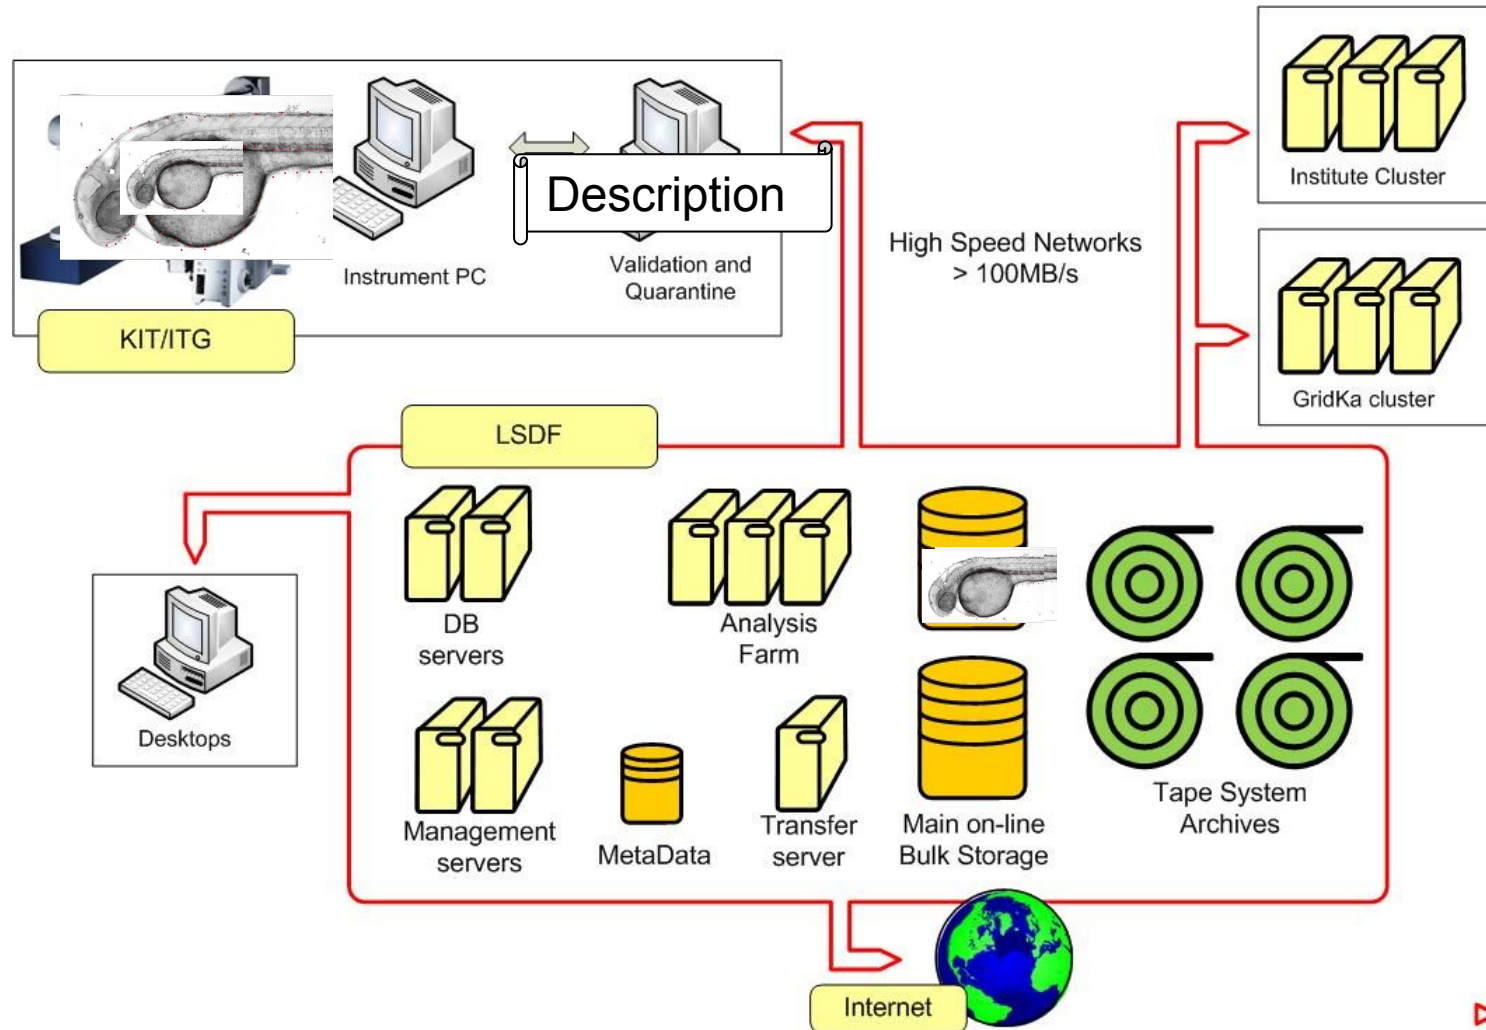 Description
Instrument PC
Validation and
Quarantine
KIT/ITG
High Speed Networks
> 100MB/s
Institute Cluster
GridKa cluster
LSDF
DB
servers
Analysis
Farm
Desktops
Management
servers
MetaData
Transfer
server
Main on-line
Bulk Storage
Tape System
Archives
Internet